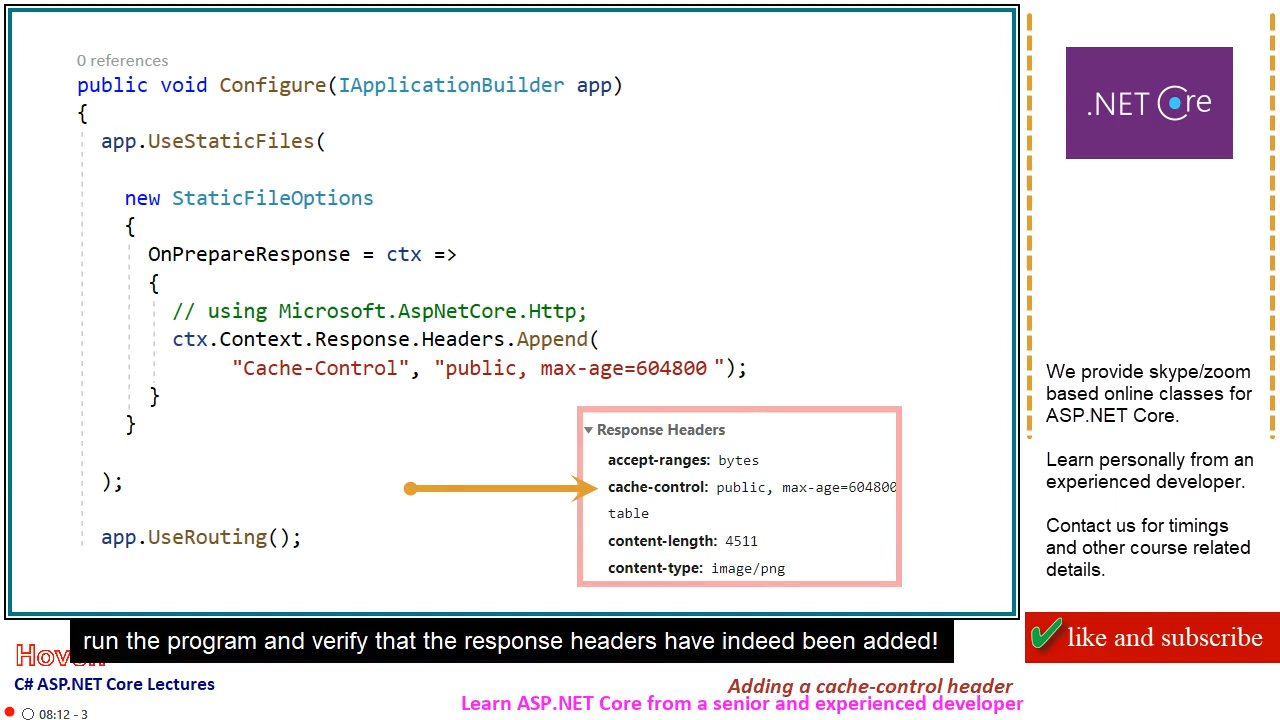 0 references
public void Configure(IApplicationBuilder app)
{
app.UseStaticFiles(
new StaticFileOptions
{
OnPrepareResponse = ctx =>
{
// using Microsoft.AspNetCore.Http;
ctx.Context.Response.Headers.Append(
"Cache-Control", "public, max-age=604800 ");
}
}
);
app.UseRouting();
Response Headers
accept-ranges: bytes
cache-control: public, max-age=604800
table
content-length: 4511
content-type: image/png
.NET Core
We provide skype/zoom
based online classes for
ASP.NET Core.
Learn personally from an
experienced developer.
Contact us for timings
and other course related
details.
like and subscribe
run the program and verify that the response headers have indeed been added!
C# ASP.NET Core Lectures
Adding a cache-control header
Learn ASP.NET Core from a senior and experienced developer
08:12 - 3